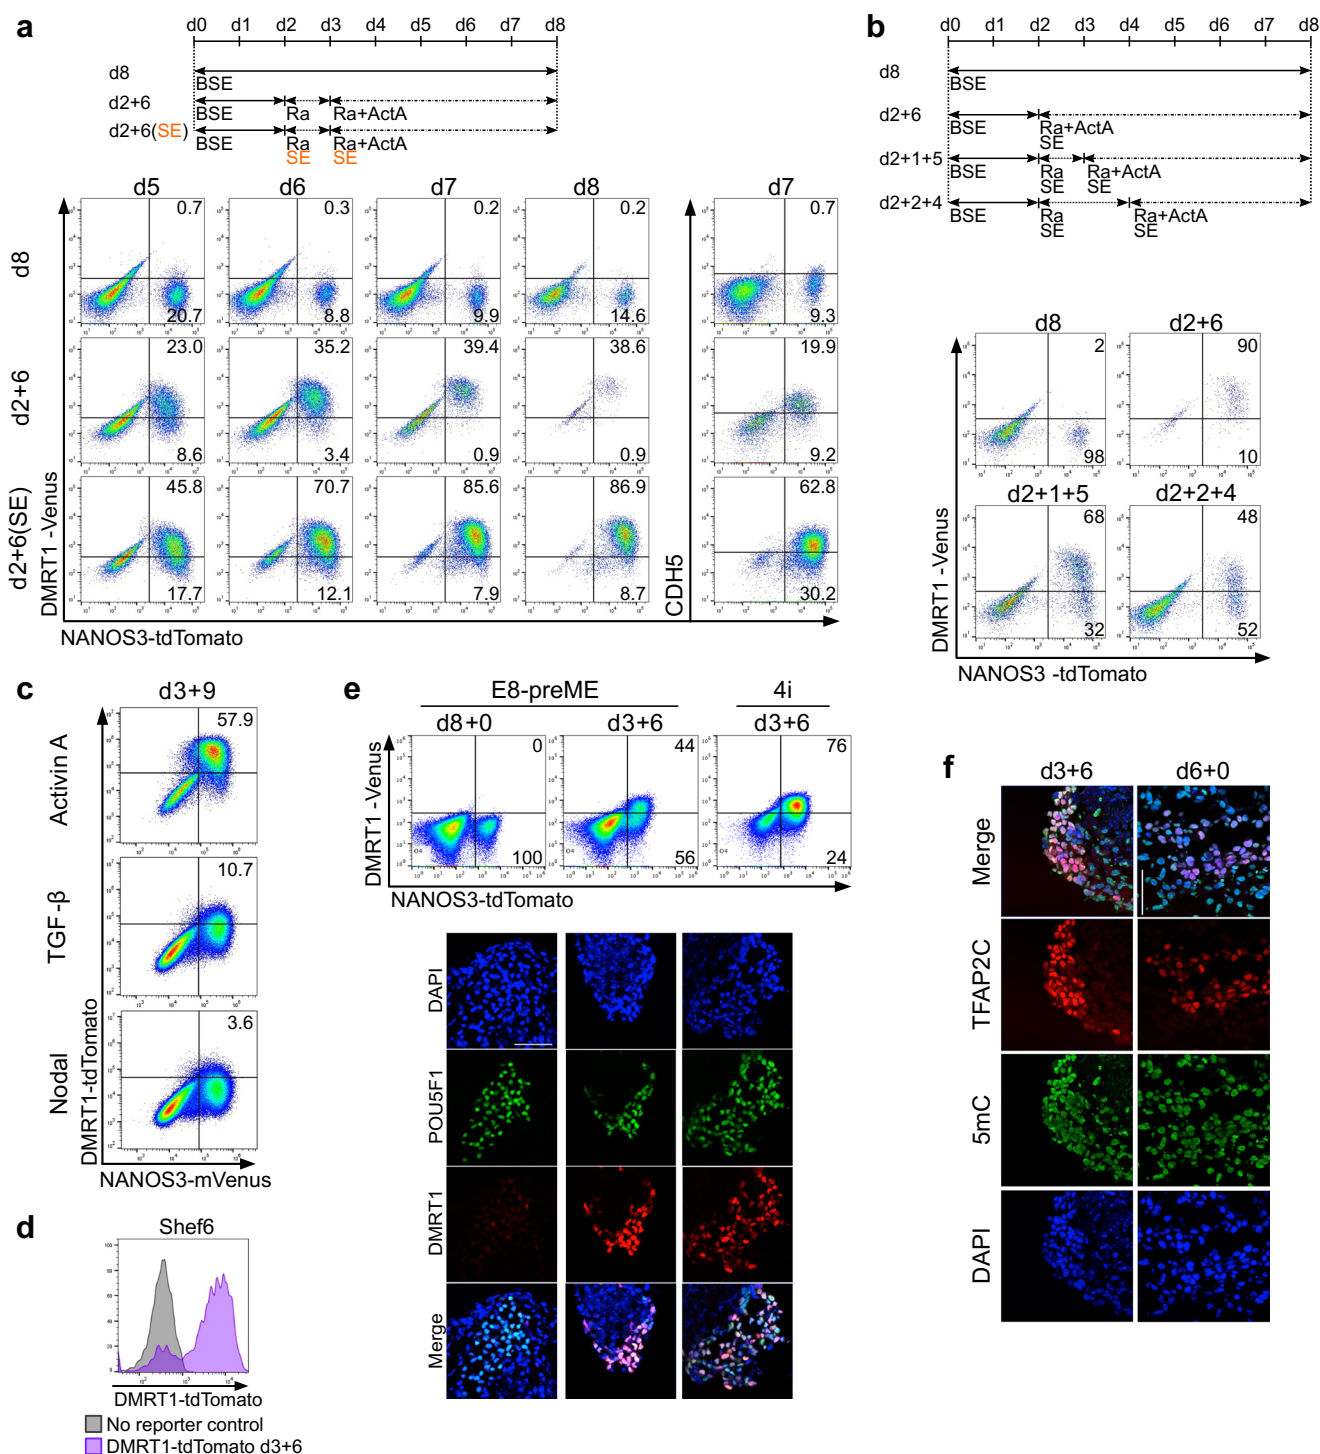 a
d0 d1 d2 d3 d4 d5 d6 d7 d8
d8
BSE
d2+6
BSE Ra Ra+ActA
d2+6(SE)
BSE Ra Ra+ActA
SE SE
d5 d6 d7 d8 d7
d8
0.7 0.3 0.2 0.2 0.7
20.7 8.8 9.9 14.6 9.3
d2+6
23.0 35.2 39.4 38.6 19.9
8.6 3.4 0.9 0.9 9.2
d2+6(SE)
45.8 70.7 85.6 86.9 62.8
17.7 12.1 7.9 8.7 30.2
DMRT1 -Venus
CDH5
NANOS3-tdTomato
b
d0 d1 d2 d3 d4 d5 d6 d7 d8
d8
BSE
d2+6
BSE Ra+ActA
SE
d2+1+5
BSE Ra Ra+ActA
SE SE
d2+2+4
BSE Ra Ra+ActA
SE SE
d8 d2+6
2 90
98 10
d2+1+5 d2+2+4
68 48
32 52
DMRT1 -Venus
NANOS3 -tdTomato
c
d3+9
Activin A
57.9
TGF-β
10.7
Nodal
3.6
DMRT1-tdTomato
NANOS3-mVenus
d
Shef6
DMRT1-tdTomato
No reporter control
DMRT1-tdTomato d3+6
e
E8-preME 4i
d8+0 d3+6 d3+6
0 44 76
100 56 24
DMRT1 -Venus
NANOS3-tdTomato
DAPI
POU5F1
DMRT1
Merge
f
d3+6 d6+0
Merge
TFAP2C
5mC
DAPI